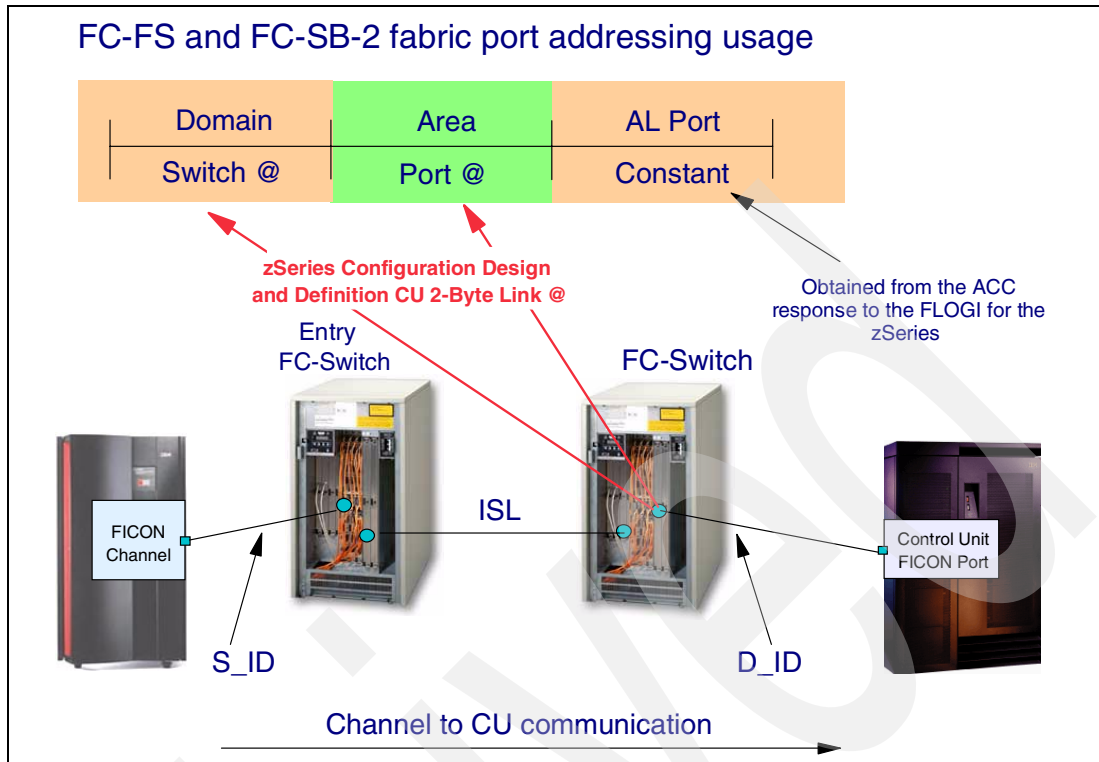 FC-FS and FC-SB-2 fabric port addressing usage
Domain
Area
AL Port
Switch @
Port @
Constant
zSeries Configuration Design
and Definition CU 2-Byte Link @
Obtained from the ACC
response to the FLOGI for the
zSeries
Entry
FC-Switch
FC-Switch
FICON
Channel
ISL
Control Unit
FICON Port
S_ID
D_ID
Channel to CU communication